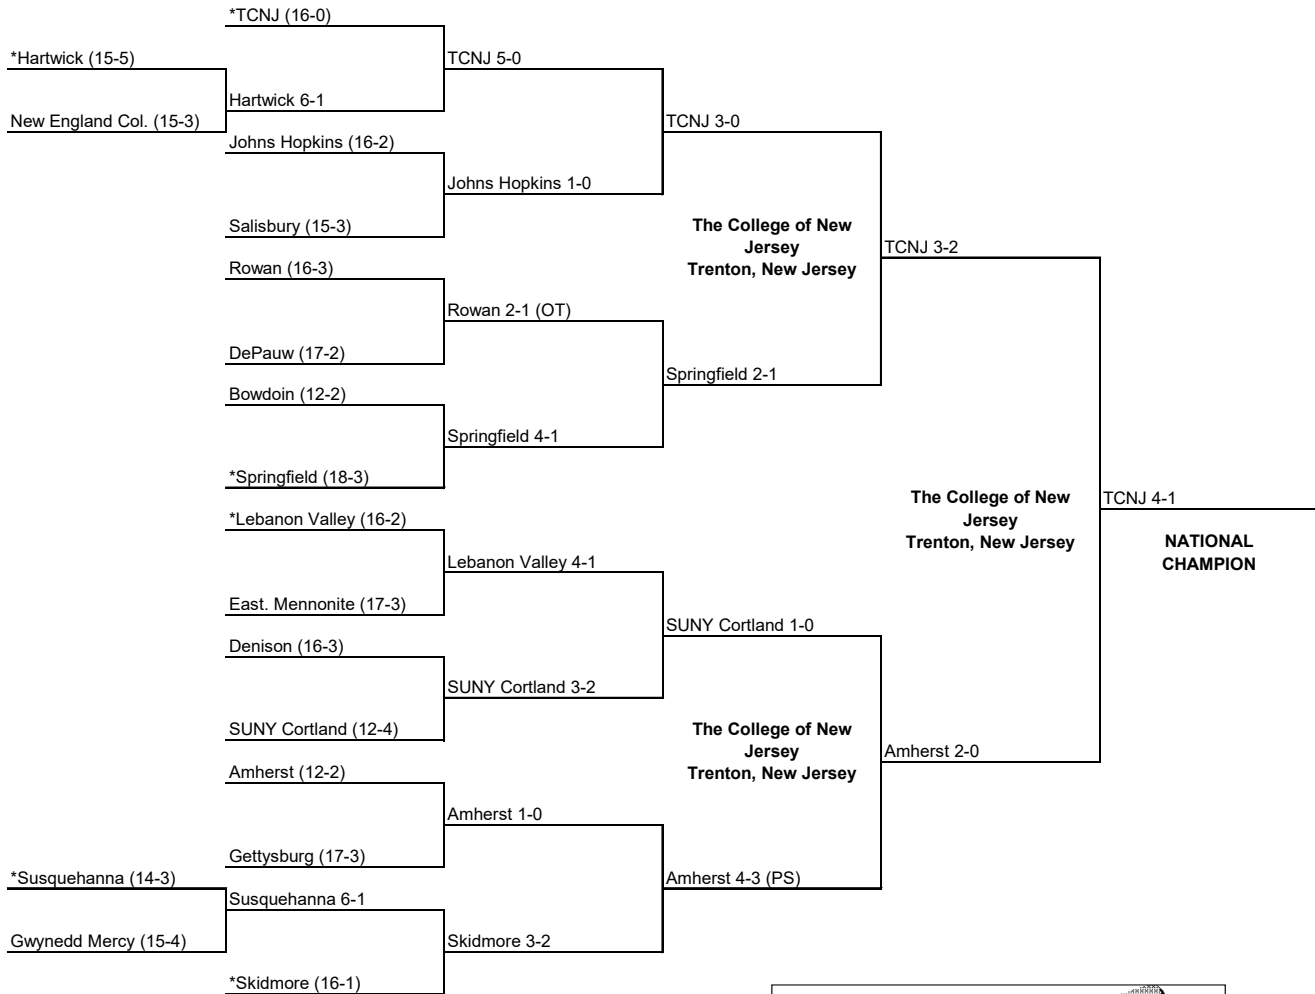 *TCNJ (16-0)
*Hartwick (15-5)
TCNJ 5-0
Hartwick 6-1
New England Col. (15-3)
TCNJ 3-0
Johns Hopkins (16-2)
Johns Hopkins 1-0
Salisbury (15-3)
The College of New
Jersey
Trenton, New Jersey
TCNJ 3-2
Rowan (16-3)
Rowan 2-1 (OT)
DePauw (17-2)
Springfield 2-1
Bowdoin (12-2)
Springfield 4-1
*Springfield (18-3)
The College of New
Jersey
Trenton, New Jersey
TCNJ 4-1
NATIONAL
CHAMPION
*Lebanon Valley (16-2)
Lebanon Valley 4-1
East. Mennonite (17-3)
SUNY Cortland 1-0
Denison (16-3)
SUNY Cortland 3-2
SUNY Cortland (12-4)
The College of New
Jersey
Trenton, New Jersey
Amherst 2-0
Amherst (12-2)
Amherst 1-0
Gettysburg (17-3)
Amherst 4-3 (PS)
*Susquehanna (14-3)
Susquehanna 6-1
Gwynedd Mercy (15-4)
Skidmore 3-2
*Skidmore (16-1)